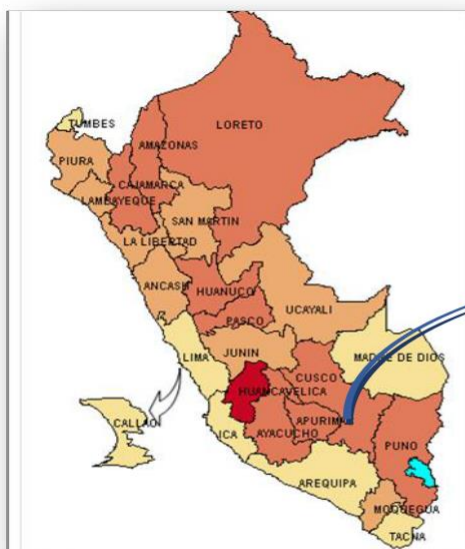 TUMBES
LORETO
AMAZONAS
PIURA
CAJAMARCA
LAMBAYEQUE
SAN MARTIN
LA LIBERTAD
ANCASH
HUANUCO
UCAYALI
PASCO
LIMA
JUNIN
MADRE DE DIOS
CUSCO
HUANCAVELICA
CALLAO
ICA
AYACUCHO
APURIMA
PUNO
AREQUIPA
MOQUEGUA
TACNA